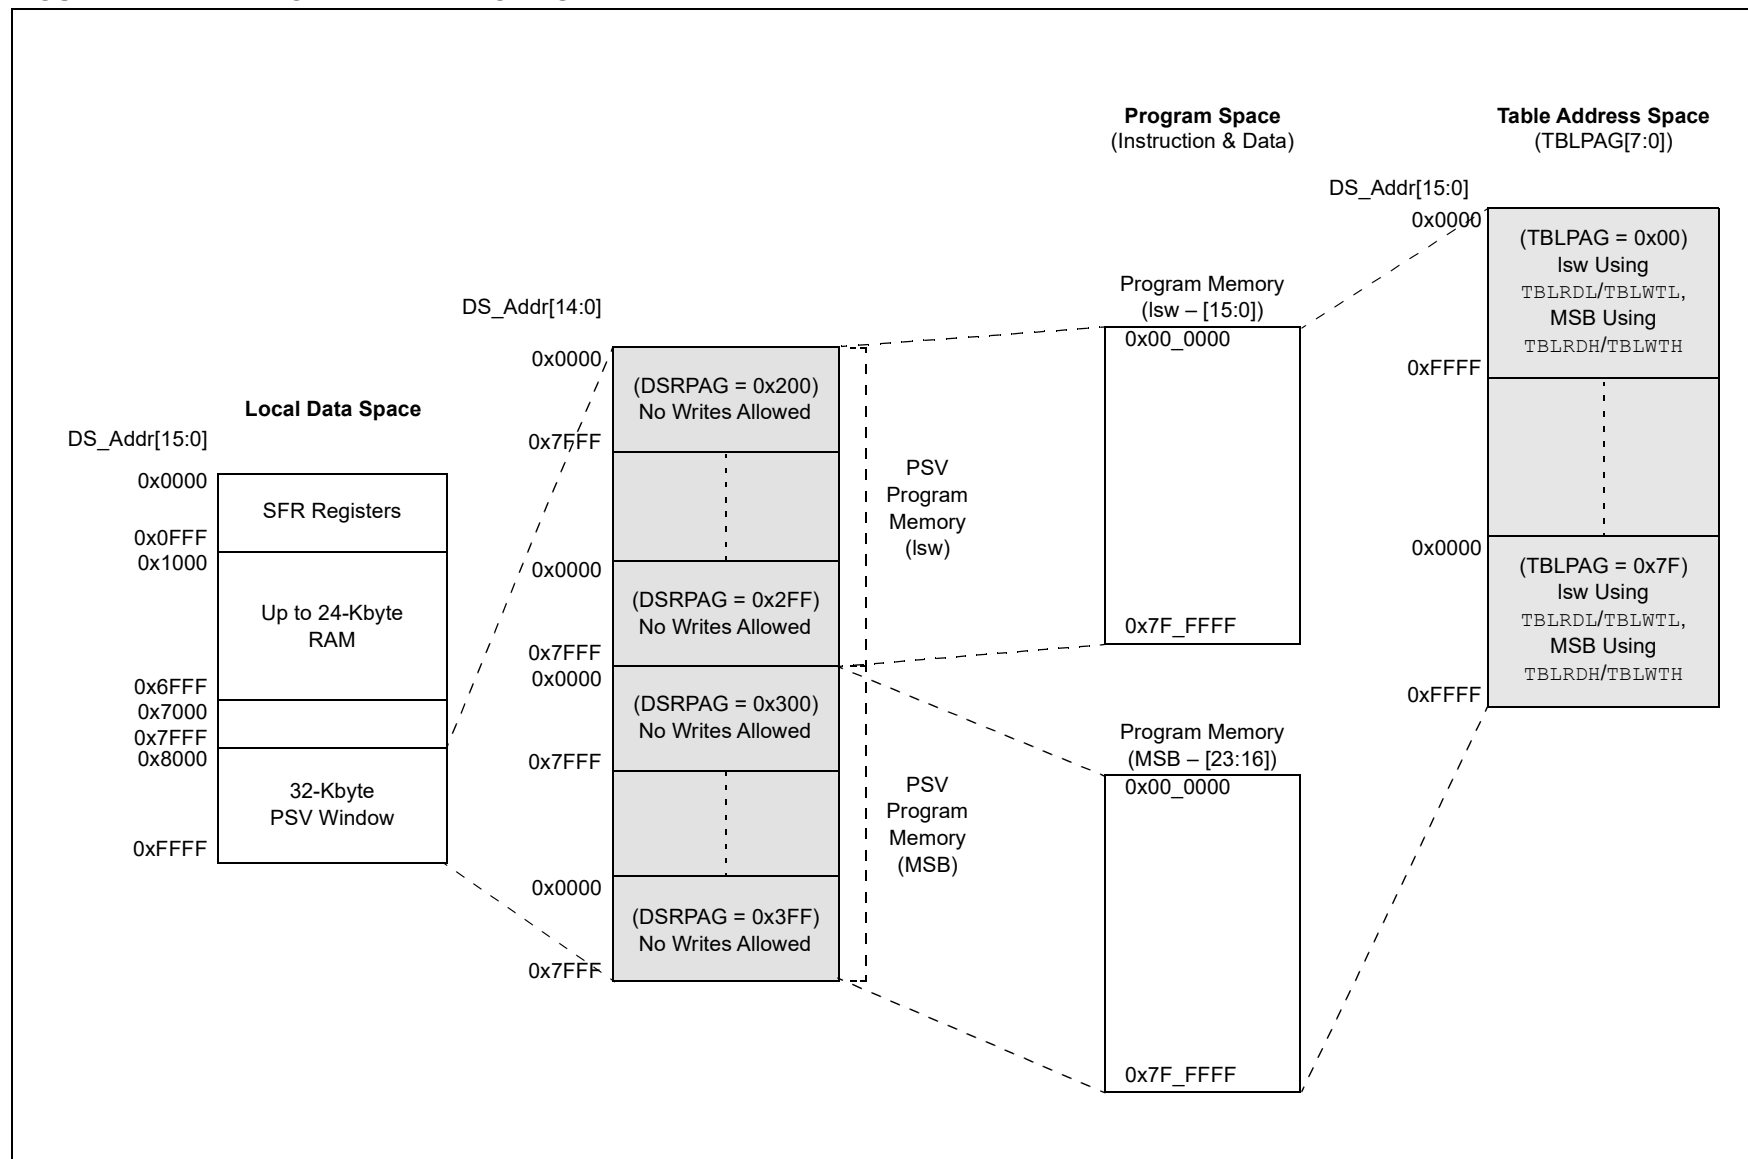 Program Space
(Instruction & Data)
Table Address Space
(TBLPAG[7:0])
Local Data Space
DS_Addr[15:0]
0x0000
SFR Registers
0x0FFF
0x1000
Up to 24-Kbyte
RAM
0x6FFF
0x7000
0x7FFF
0x8000
32-Kbyte
PSV Window
0xFFFF
DS_Addr[14:0]
0x0000
(DSRPAG = 0x200)
No Writes Allowed
0x7FFF
0x0000
(DSRPAG = 0x2FF)
No Writes Allowed
0x7FFF
0x0000
(DSRPAG = 0x300)
No Writes Allowed
0x7FFF
0x0000
(DSRPAG = 0x3FF)
No Writes Allowed
0x7FFF
PSV
Program
Memory
(lsw)
PSV
Program
Memory
(MSB)
Program Memory
(lsw – [15:0])
0x00_0000
0x7F_FFFF
Program Memory
(MSB – [23:16])
0x00_0000
0x7F_FFFF
DS_Addr[15:0]
0x0000
(TBLPAG = 0x00)
lsw Using
TBLRDL/TBLWTL,
MSB Using
TBLRDH/TBLWTH
0xFFFF
0x0000
(TBLPAG = 0x7F)
lsw Using
TBLRDL/TBLWTL,
MSB Using
TBLRDH/TBLWTH
0xFFFF